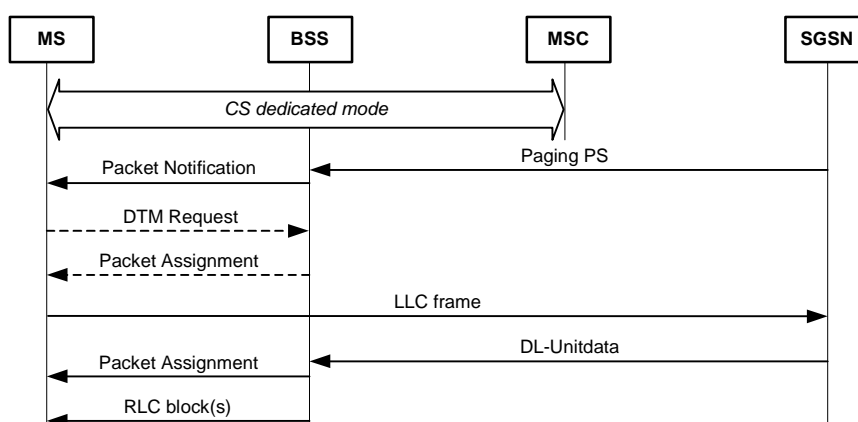 MS BSS MSC SGSN
CS dedicated mode
Paging PS
Packet Notification
DTM Request
Packet Assignment
LLC frame
DL-Unitdata
Packet Assignment
RLC block(s)